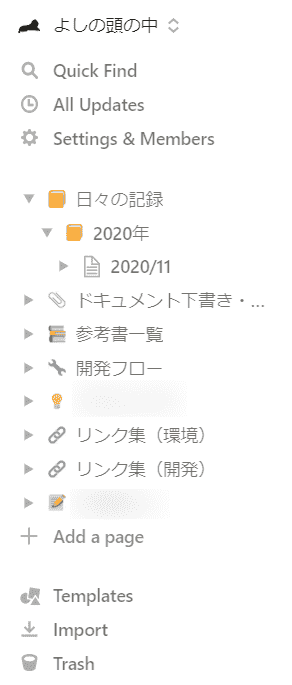 よしの頭の中
Quick Find
All Updates
Settings & Members
日々の記録
2020年
2020/11
ドキュメント下書き・...
参考書一覧
開発フロー
リンク集（環境）
リンク集（開発）
Add a page
Templates
Import
Trash